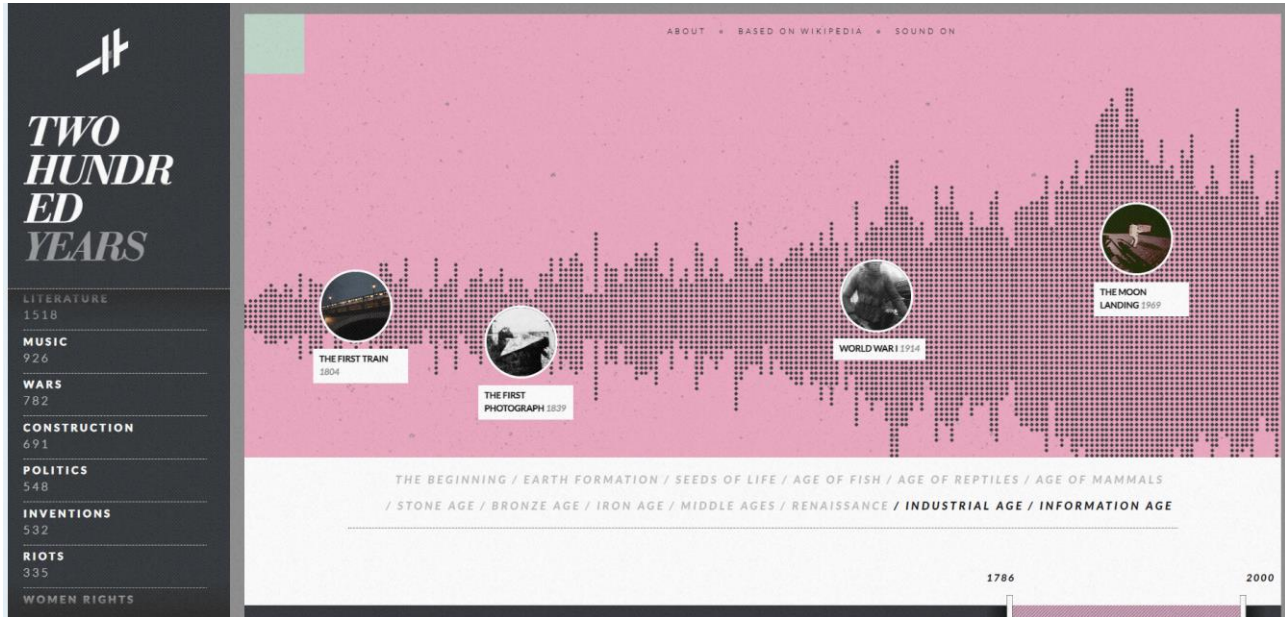 TWO
HUNDR
ED
YEARS
LITERATURE
1518
MUSIC
926
WARS
782
CONSTRUCTION
691
POLITICS
548
INVENTIONS
532
RIOTS
335
WOMEN RIGHTS
ABOUT • BASED ON WIKIPEDIA • SOUND ON
THE FIRST TRAIN
1804
THE FIRST
PHOTOGRAPH 1839
WORLD WAR I 1914
THE MOON
LANDING 1969
THE BEGINNING / EARTH FORMATION / SEEDS OF LIFE / AGE OF FISH / AGE OF REPTILES / AGE OF MAMMALS
/ STONE AGE / BRONZE AGE / IRON AGE / MIDDLE AGES / RENAISSANCE / INDUSTRIAL AGE / INFORMATION AGE
1786
2000